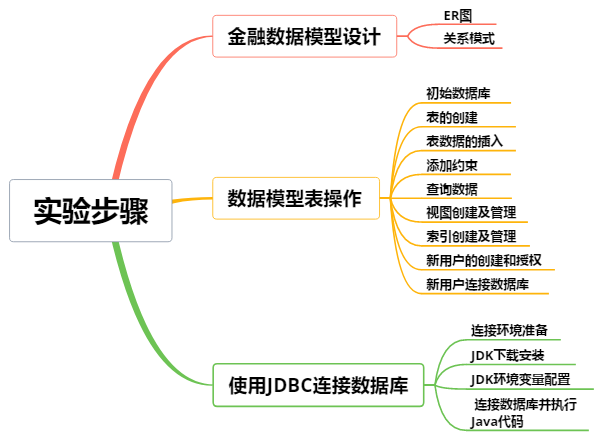 实验步骤
金融数据模型设计
ER图
关系模式
数据模型表操作
初始数据库
表的创建
表数据的插入
添加约束
查询数据
视图创建及管理
索引创建及管理
新用户的创建和授权
新用户连接数据库
使用JDBC连接数据库
连接环境准备
JDK下载安装
JDK环境变量配置
连接数据库并执行
Java代码